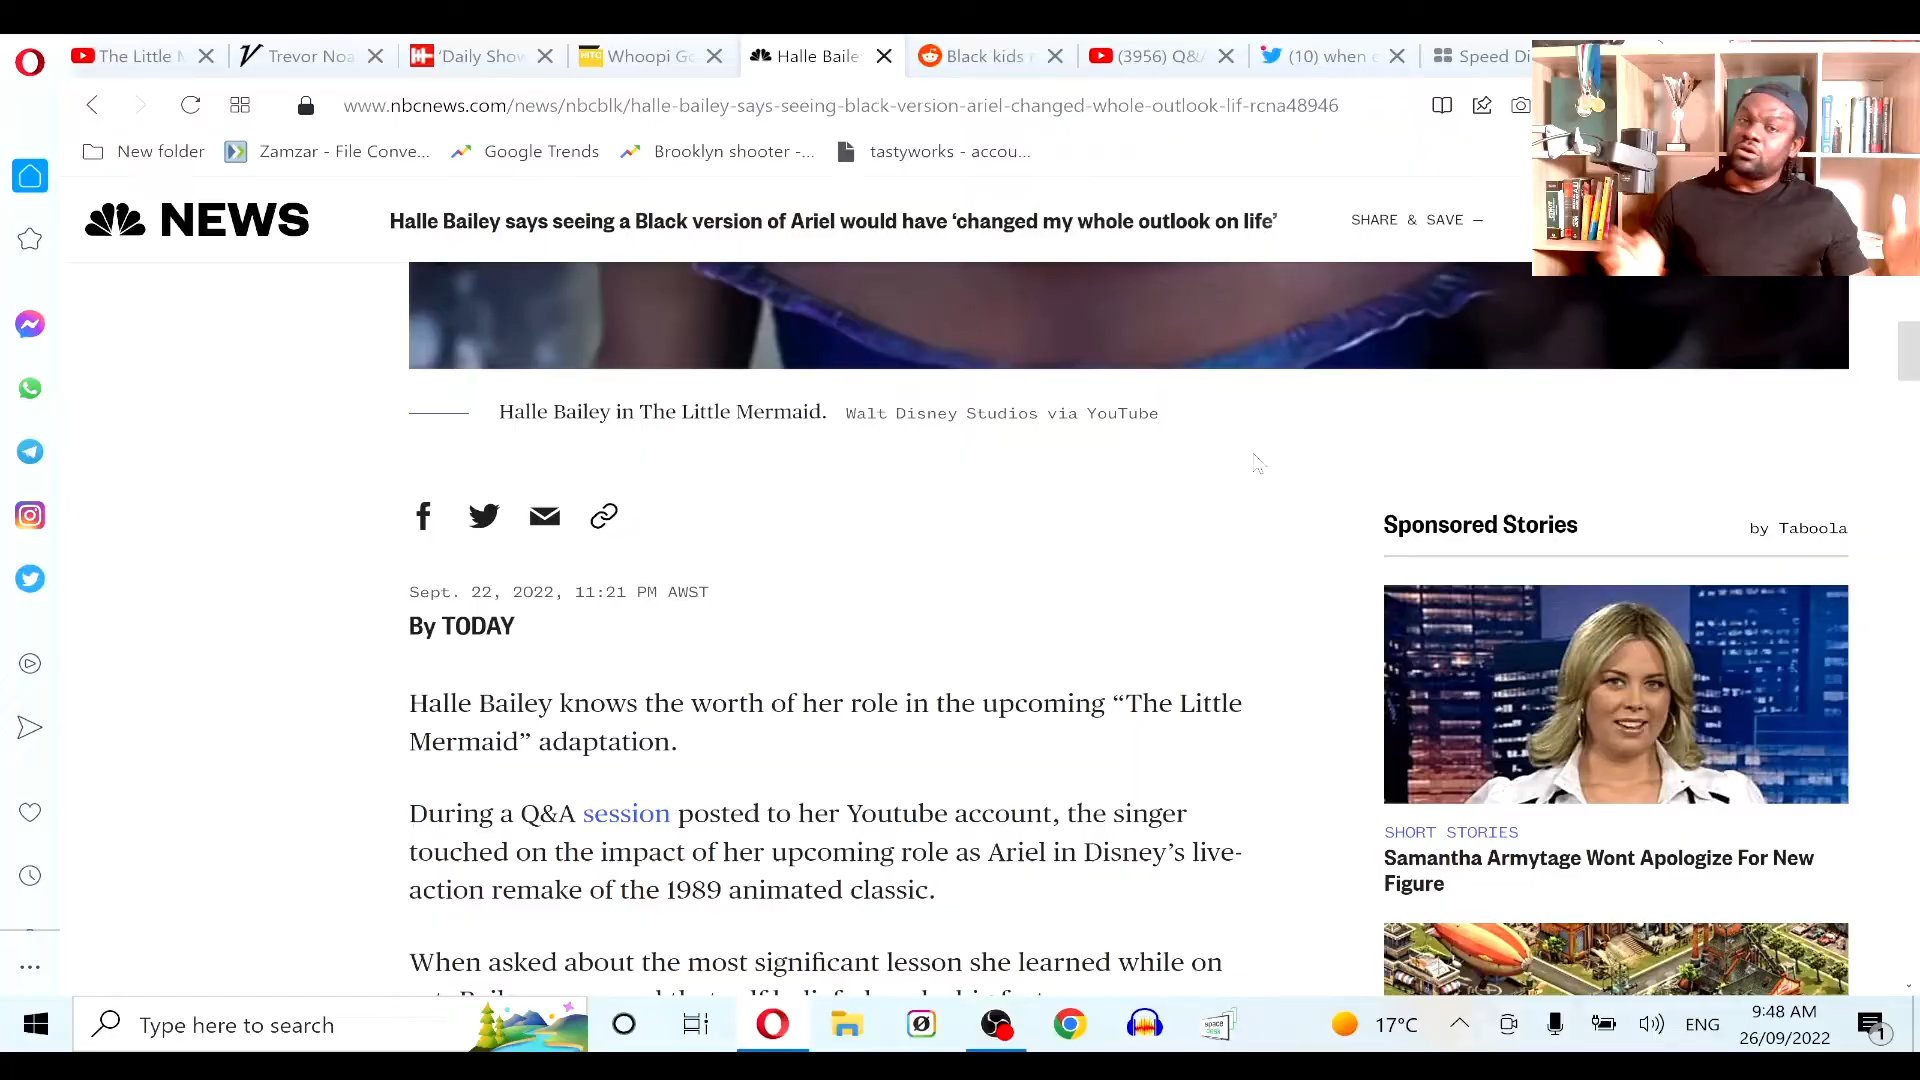 The Little M
Trevor Noa
'Daily Show
Whoopi Go
Halle Baile
Black kids r
(3956) Q&A
(10) when e
Speed Di
www.nbcnews.com/news/nbcblk/halle-bailey-says-seeing-black-version-ariel-changed-whole-outlook-lif-rcna48946
New folder
Zamzar - File Conve...
Google Trends
Brooklyn shooter -...
tastyworks - accou...
NEWS
Halle Bailey says seeing a Black version of Ariel would have ‘changed my whole outlook on life’
SHARE & SAVE —
Halle Bailey in The Little Mermaid. Walt Disney Studios via YouTube
Sept. 22, 2022, 11:21 PM AWST
By TODAY
Halle Bailey knows the worth of her role in the upcoming “The Little
Mermaid” adaptation.
During a Q&A session posted to her Youtube account, the singer
touched on the impact of her upcoming role as Ariel in Disney’s live-
action remake of the 1989 animated classic.
When asked about the most significant lesson she learned while on
Sponsored Stories
by Taboola
SHORT STORIES
Samantha Armytage Wont Apologize For New
Figure
Type here to search
space
desk
17°C
ENG
9:48 AM
26/09/2022
1